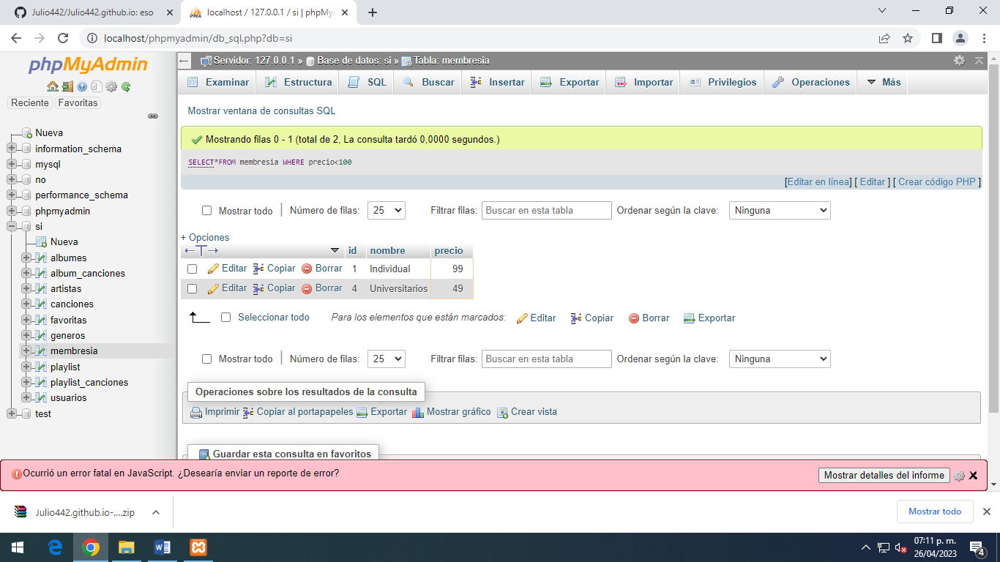 Julio442/Julio442.github.io: eso
localhost / 127.0.0.1 / si | phpMy
localhost/phpmyadmin/db_sql.php?db=si
phpMyAdmin
Reciente Favoritas
Nueva
information_schema
mysql
no
performance_schema
phpmyadmin
si
Nueva
albumes
album_canciones
artistas
canciones
favoritas
generos
membresia
playlist
playlist_canciones
usuarios
test
Servidor: 127.0.0.1 » Base de datos: si » Tabla: membresia
Examinar Estructura SQL Buscar Insertar Exportar Importar Privilegios Operaciones Más
Mostrar ventana de consultas SQL
Mostrando filas 0 - 1 (total de 2, La consulta tardó 0,0000 segundos.)
SELECT*FROM membresia WHERE precio<100
[Editar en línea] [ Editar ] [ Crear código PHP ]
Mostrar todo | Número de filas: 25 Filtrar filas: Buscar en esta tabla Ordenar según la clave: Ninguna
+ Opciones
←T→ id nombre precio
Editar Copiar Borrar 1 Individual 99
Editar Copiar Borrar 4 Universitarios 49
Seleccionar todo Para los elementos que están marcados: Editar Copiar Borrar Exportar
Mostrar todo | Número de filas: 25 Filtrar filas: Buscar en esta tabla Ordenar según la clave: Ninguna
Operaciones sobre los resultados de la consulta
Imprimir Copiar al portapapeles Exportar Mostrar gráfico Crear vista
Guardar esta consulta en favoritos
Ocurrió un error fatal en JavaScript. ¿Desearía enviar un reporte de error? Mostrar detalles del informe
Julio442.github.io-....zip Mostrar todo
07:11 p. m.
26/04/2023
4